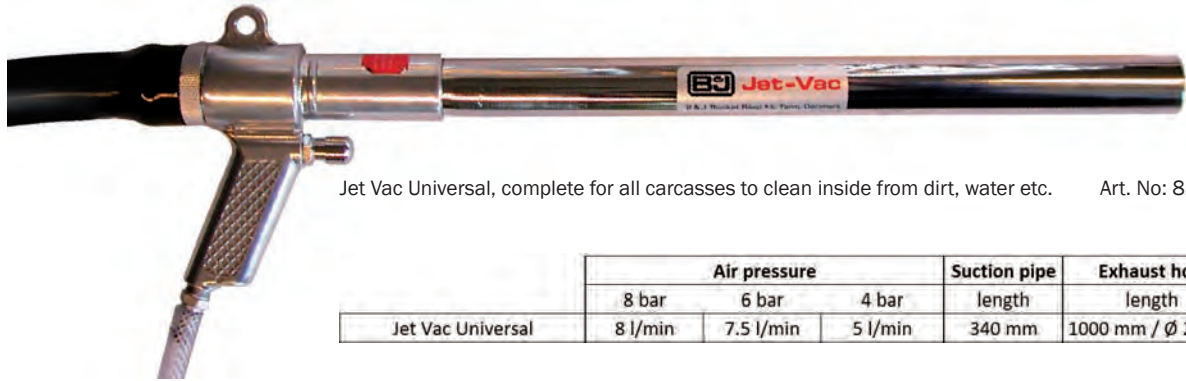 B&J Jet-Vac
Jet Vac Universal, complete for all carcasses to clean inside from dirt, water etc. Art. No: 8
Air pressure Suction pipe Exhaust
8 bar 6 bar 4 bar length length
Jet Vac Universal 8 l/min 7.5 l/min 5 l/min 340 mm 1000 mm / Ø